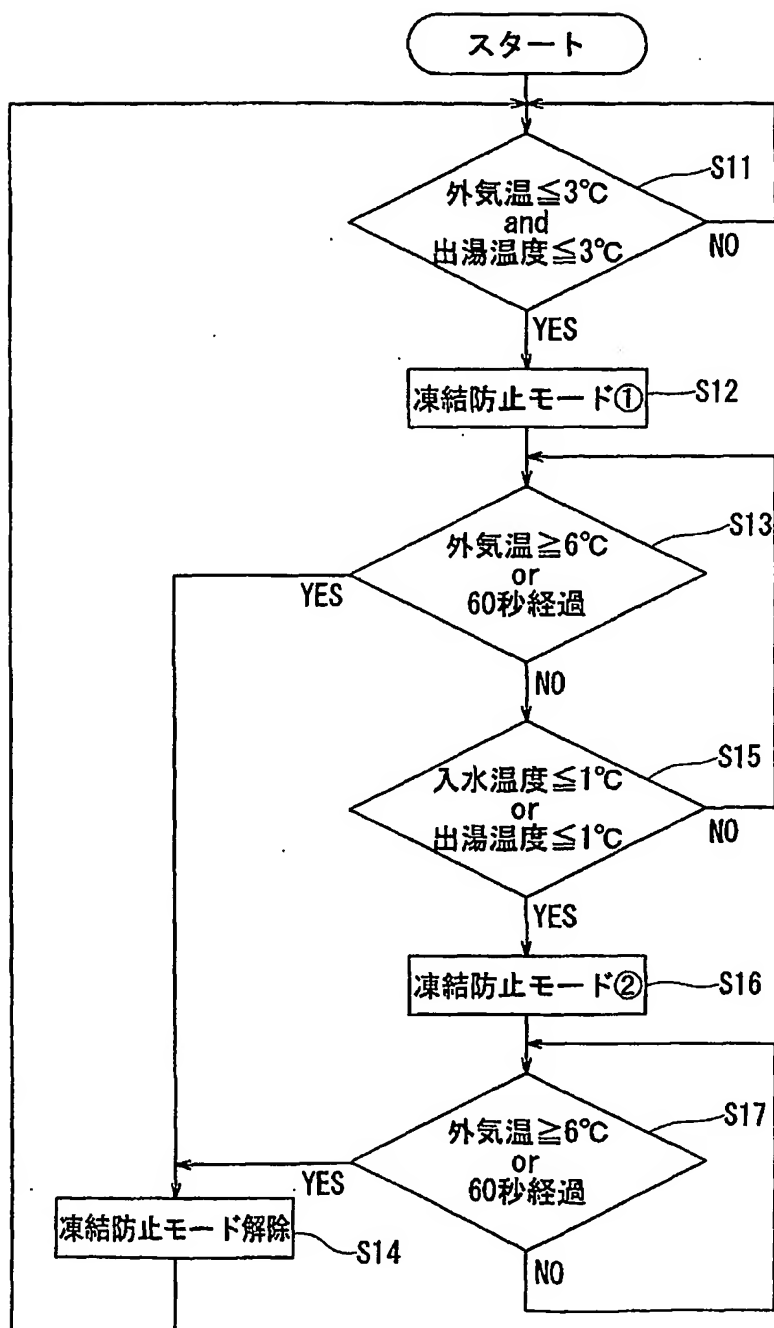 スタート
外気温≦3℃
and
出湯温度≦3℃
S11
NO
YES
凍結防止モード①
S12
外気温≧6℃
or
60秒経過
S13
YES
NO
入水温度≦1℃
or
出湯温度≦1℃
S15
NO
YES
凍結防止モード②
S16
外気温≧6℃
or
60秒経過
S17
YES
凍結防止モード解除
S14
NO